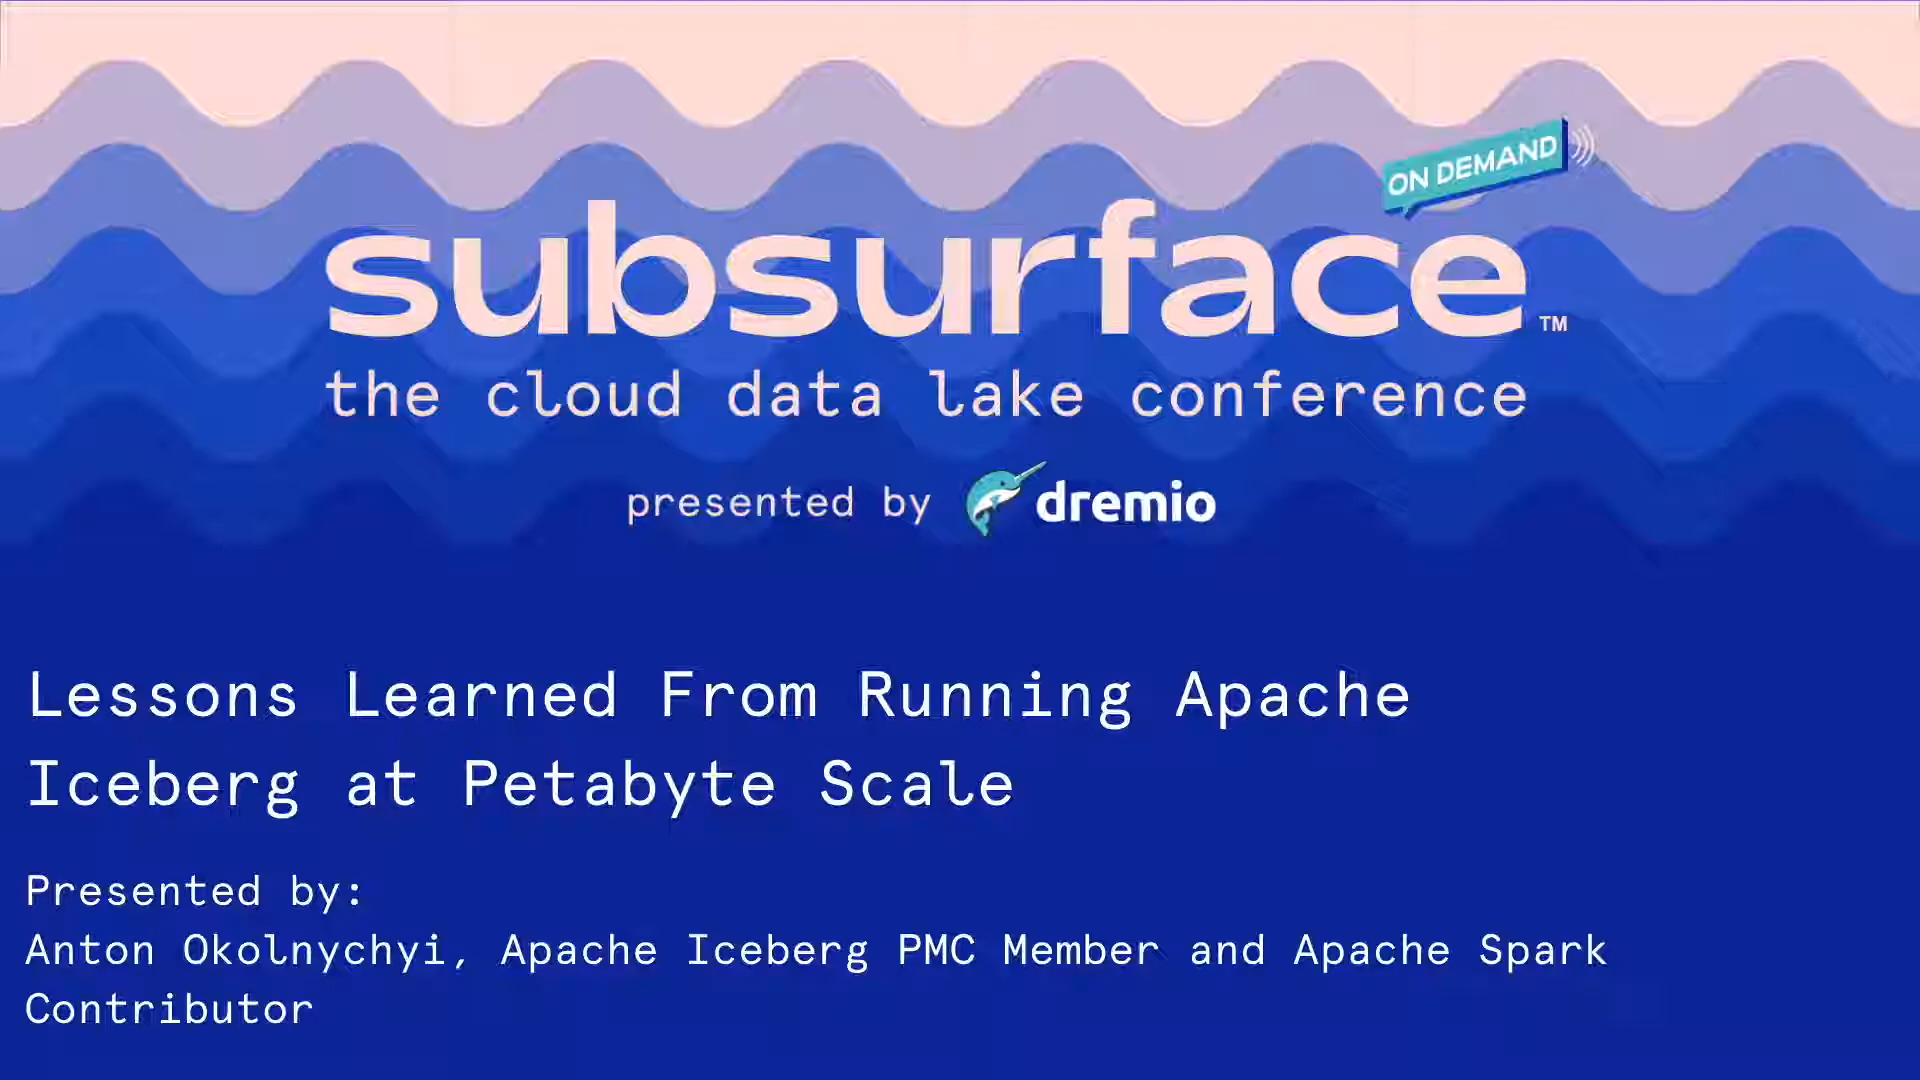 ON DEMAND
subsurface™
the cloud data lake conference
presented by dremio
Lessons Learned From Running Apache
Iceberg at Petabyte Scale
Presented by:
Anton Okolnychyi, Apache Iceberg PMC Member and Apache Spark
Contributor